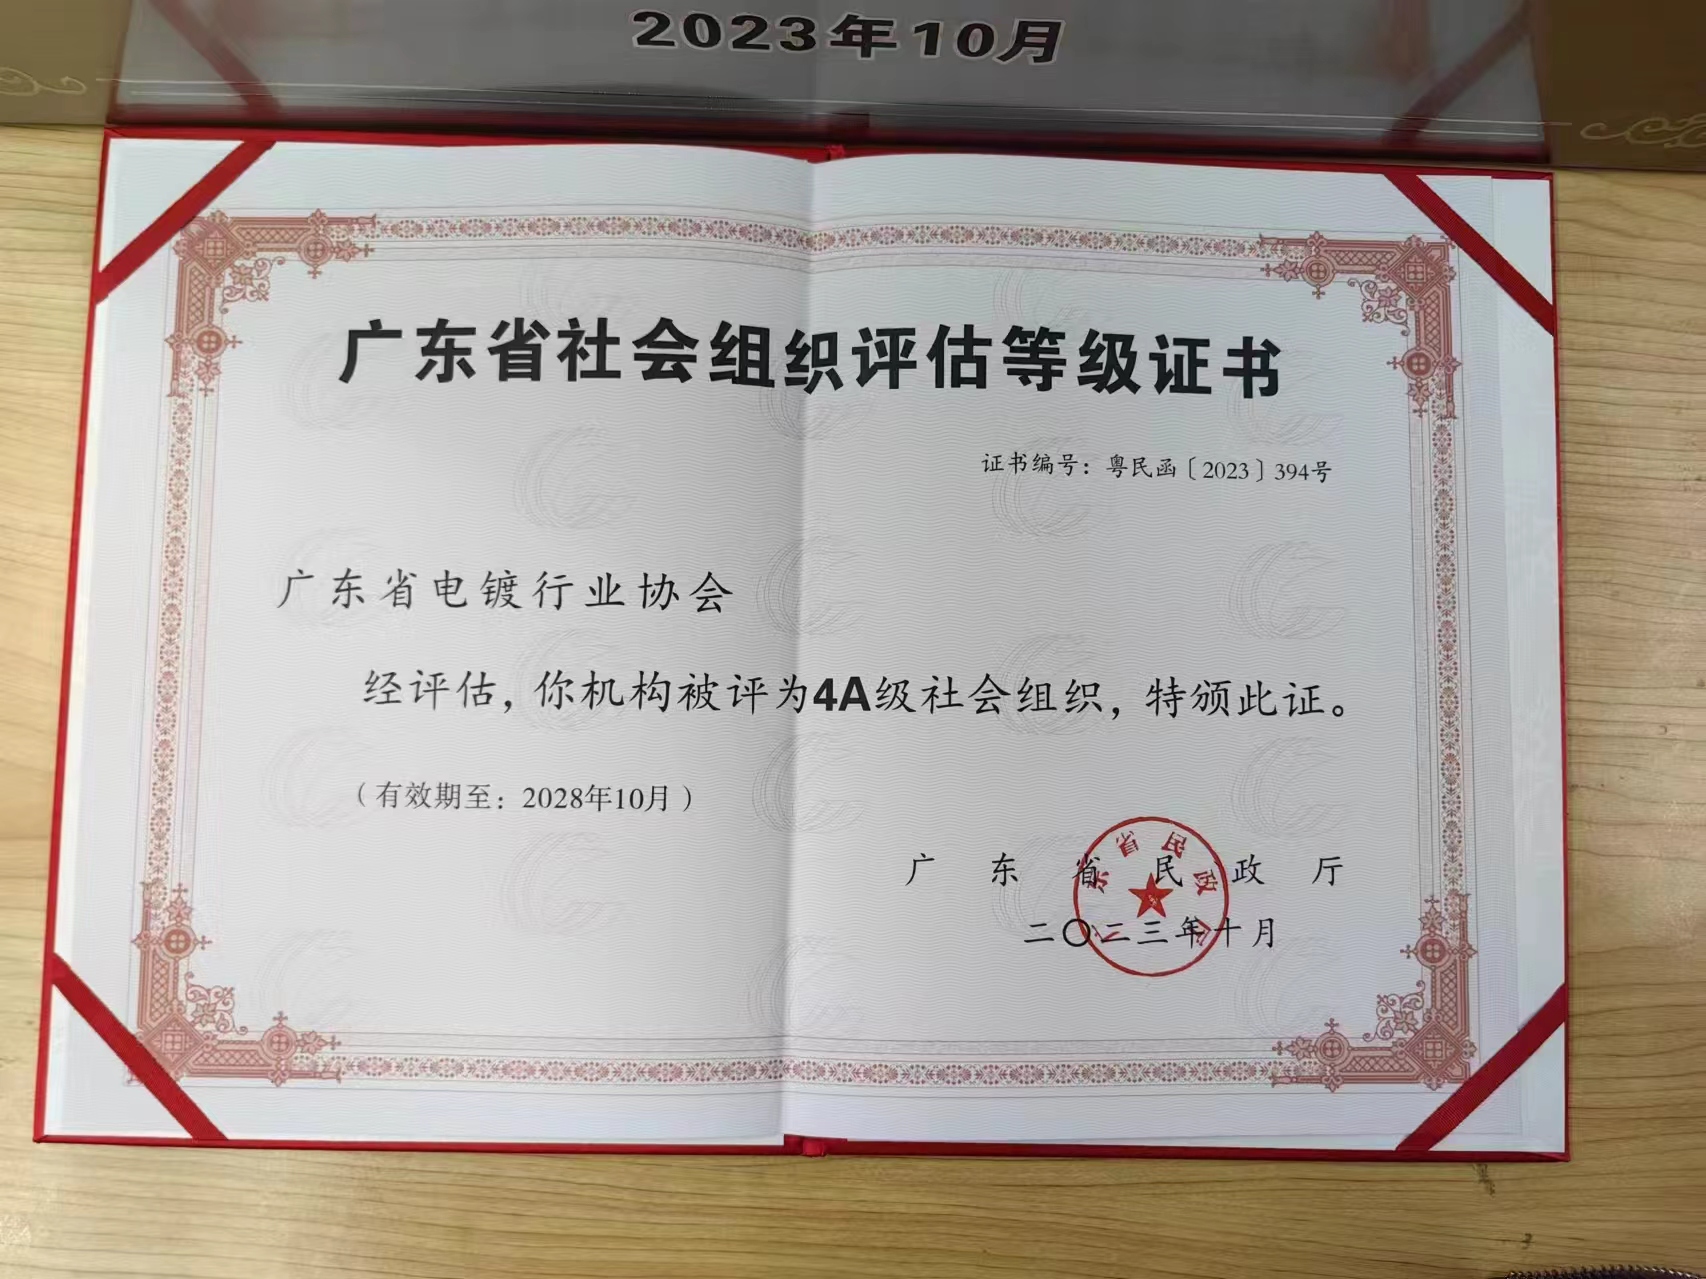 2023年10月
广东省社会组织评估等级证书
证书编号：粤民函〔2023〕394号
广东省电镀行业协会
经评估，你机构被评为4A级社会组织，特颁此证。
（有效期至：2028年10月）
广东省民政厅
二〇二三年十月